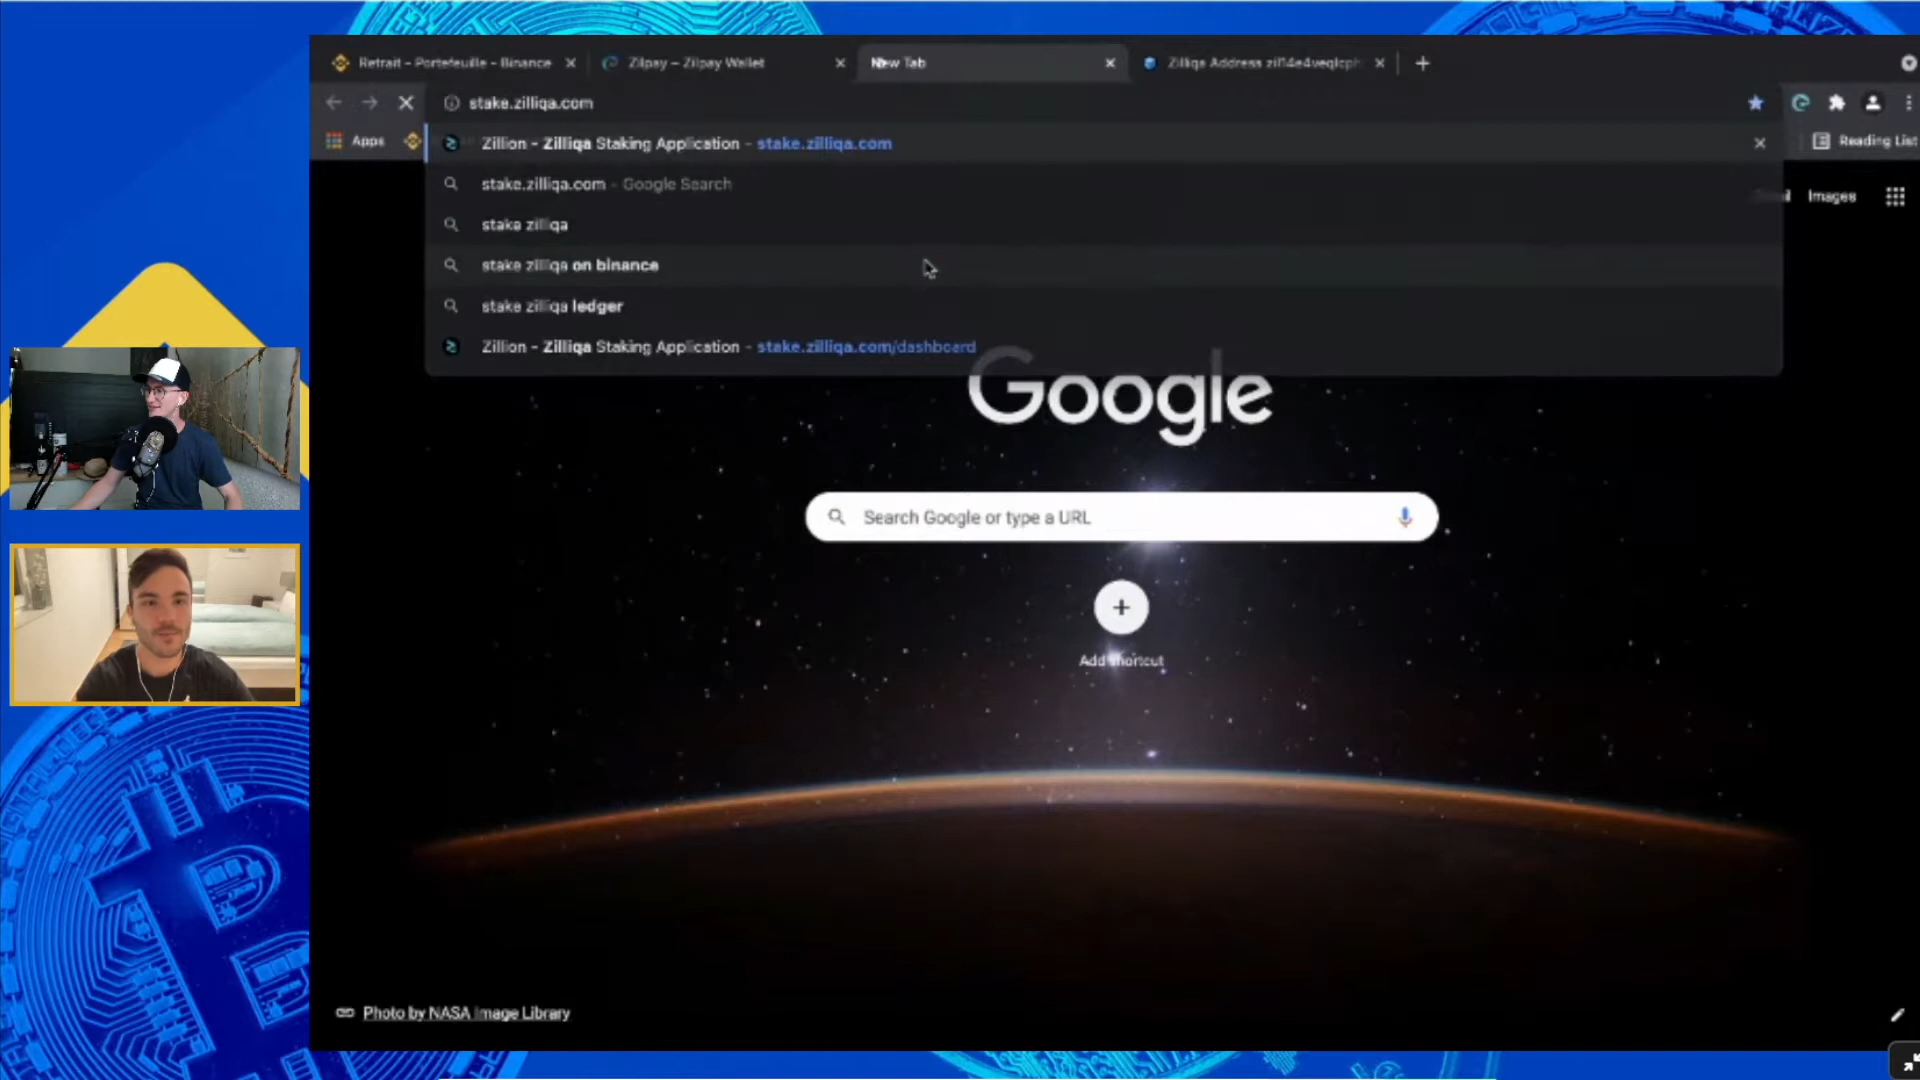 Retrait - Portefeuille - Binance
Zilpay – Zilpay Wallet
New Tab
Zilliqa Address zil14e4veqlcph
stake.zilliqa.com
Apps
Zillion - Zilliqa Staking Application - stake.zilliqa.com
Reading List
stake.zilliqa.com - Google Search
Images
stake zilliqa
stake zilliqa on binance
stake zilliqa ledger
Zillion - Zilliqa Staking Application - stake.zilliqa.com/dashboard
Google
Search Google or type a URL
Add shortcut
Photo by NASA Image Library